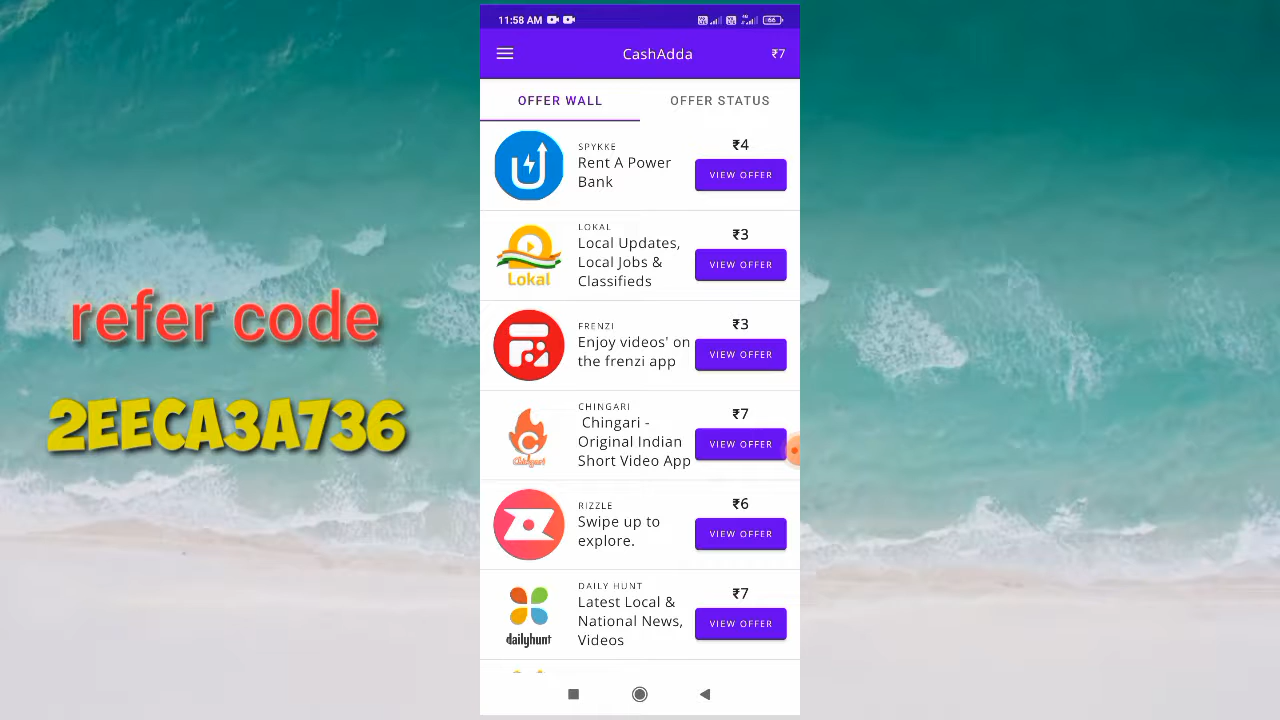 refer code
2EECA3A736
11:58 AM
66
CashAdda
₹7
OFFER WALL
OFFER STATUS
SPYKKE
Rent A Power
Bank
₹4
VIEW OFFER
LOKAL
Local Updates,
Local Jobs &
Classifieds
₹3
VIEW OFFER
Lokal
FRENZI
Enjoy videos' on
the frenzi app
₹3
VIEW OFFER
CHINGARI
Chingari -
Original Indian
Short Video App
₹7
VIEW OFFER
Chingari
RIZZLE
Swipe up to
explore.
₹6
VIEW OFFER
DAILY HUNT
Latest Local &
National News,
Videos
₹7
VIEW OFFER
dailyhunt